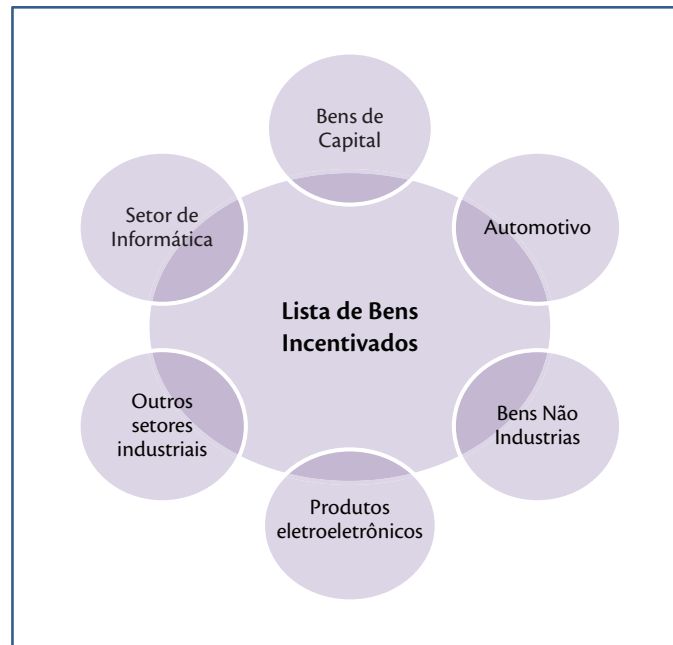 Bens de
Capital
Setor de
Informática
Automotivo
Lista de Bens
Incentivados
Outros
setores
industriais
Bens Não
Industrias
Produtos
eletroeletrônicos